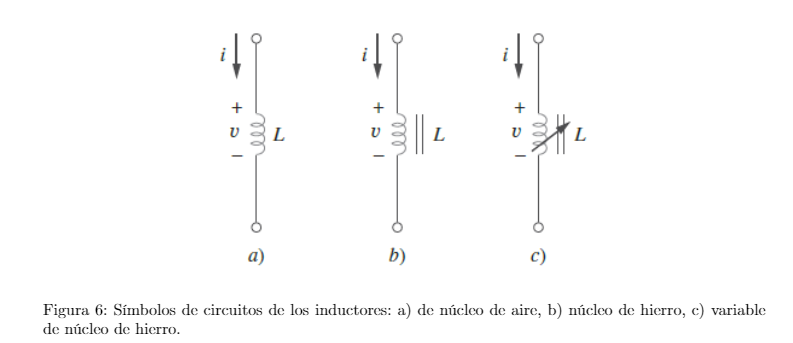 i i i
+ + +
v L v L v L
− − −
a) b) c)
Figura 6: Símbolos de circuitos de los inductores: a) de núcleo de aire, b) núcleo de hierro, c) variable
de núcleo de hierro.